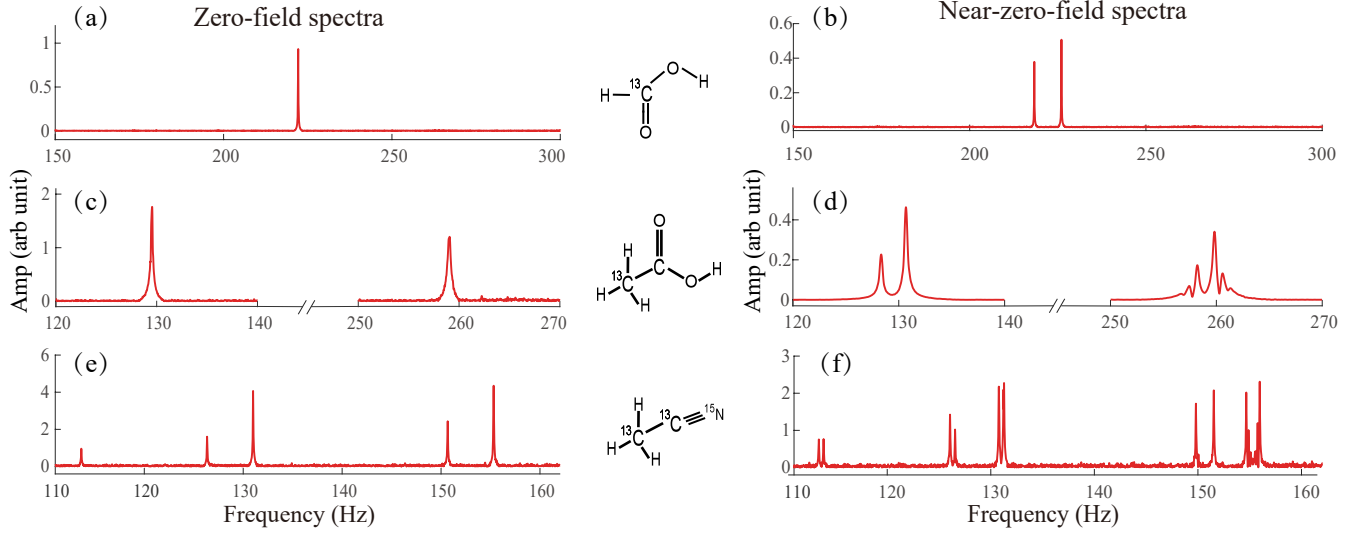 Zero-field spectra
Near-zero-field spectra
(a)
1
0.5
0
150 200 250 300
13
H C O H
O
(b)
0.6
0.4
0.2
0
150 200 250 300
Amp (arb unit)
(c)
2
1
0
120 130 140 250 260 270
O
H
13
C C
H O H
H
Amp (arb unit)
(d)
0.4
0.2
0
120 130 140 250 260 270
(e)
6
4
2
0
110 120 130 140 150 160
Frequency (Hz)
H 13 15
13 C N
C
H H
(f)
3
2
1
0
110 120 130 140 150 160
Frequency (Hz)